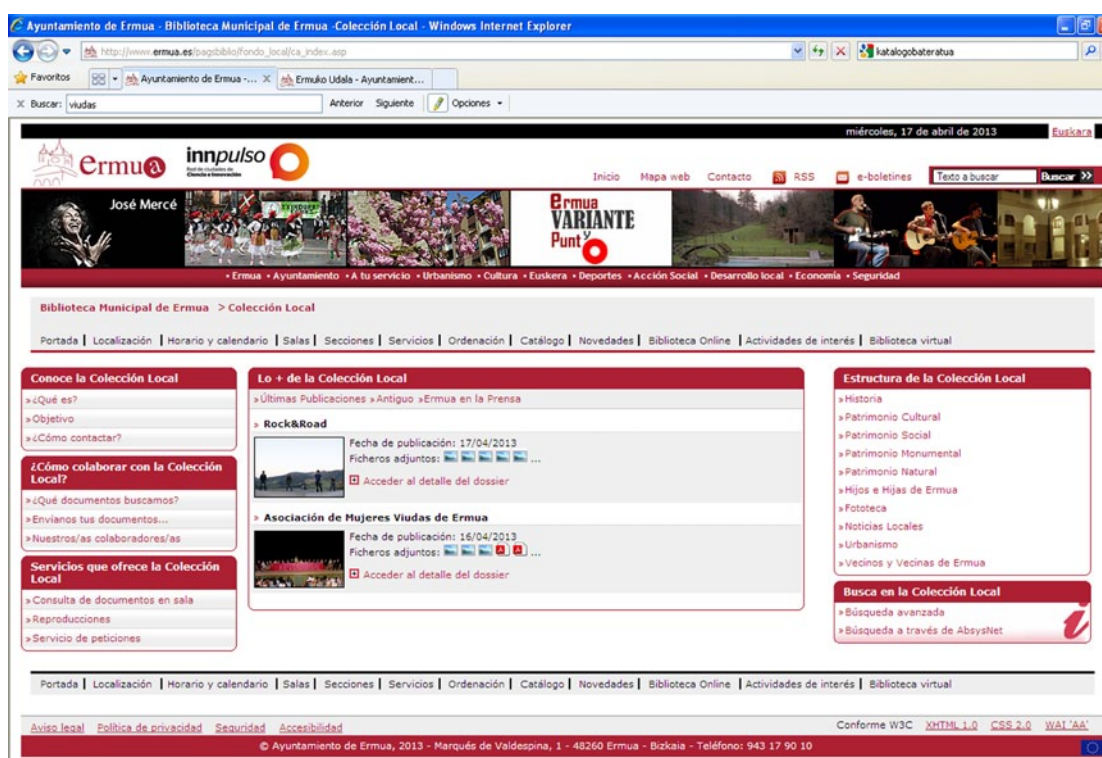 Ayuntamiento de Ermua - Biblioteca Municipal de Ermua -Colección Local - Windows Internet Explorer
http://www.ermua.es/pagsbiblio/fondo_local/ca_index.asp
katalogobateratua
Favoritos
Ayuntamiento de Ermua -... X
Ermuko Udala - Ayuntamient...
X Buscar: viudas Anterior Siguiente Opciones
miércoles, 17 de abril de 2013 Euskara
ermua innpulso
Red de ciudades de
Ciencia e Innovación
Inicio Mapa web Contacto RSS e-boletines Texto a buscar Buscar »
José Mercé
Ermua
VARIANTE
Punt y
• Ermua • Ayuntamiento • A tu servicio • Urbanismo • Cultura • Euskera • Deportes • Acción Social • Desarrollo local • Economía • Seguridad
Biblioteca Municipal de Ermua > Colección Local
Portada | Localización | Horario y calendario | Salas | Secciones | Servicios | Ordenación | Catálogo | Novedades | Biblioteca Online | Actividades de interés | Biblioteca virtual
Conoce la Colección Local
» ¿Qué es?
» Objetivo
» ¿Cómo contactar?
¿Cómo colaborar con la Colección
Local?
» ¿Qué documentos buscamos?
» Envíanos tus documentos...
» Nuestros/as colaboradores/as
Servicios que ofrece la Colección
Local
» Consulta de documentos en sala
» Reproducciones
» Servicio de peticiones
Lo + de la Colección Local
» Últimas Publicaciones » Antiguo » Ermua en la Prensa
» Rock&Road
Fecha de publicación: 17/04/2013
Ficheros adjuntos: ...
Acceder al detalle del dossier
» Asociación de Mujeres Viudas de Ermua
Fecha de publicación: 16/04/2013
Ficheros adjuntos: ...
Acceder al detalle del dossier
Estructura de la Colección Local
» Historia
» Patrimonio Cultural
» Patrimonio Social
» Patrimonio Monumental
» Patrimonio Natural
» Hijos e Hijas de Ermua
» Fototeca
» Noticias Locales
» Urbanismo
» Vecinos y Vecinas de Ermua
Busca en la Colección Local
» Búsqueda avanzada
» Búsqueda a través de AbsysNet
Portada | Localización | Horario y calendario | Salas | Secciones | Servicios | Ordenación | Catálogo | Novedades | Biblioteca Online | Actividades de interés | Biblioteca virtual
Aviso legal Política de privacidad Seguridad Accesibilidad Conforme W3C XHTML 1.0 CSS 2.0 WAI 'AA'
© Ayuntamiento de Ermua, 2013 - Marqués de Valdespina, 1 - 48260 Ermua - Bizkaia - Teléfono: 943 17 90 10